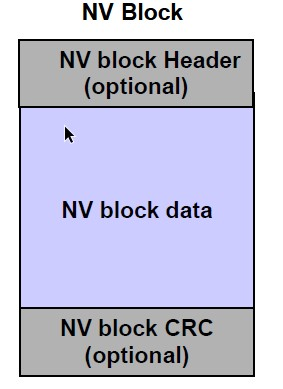 NV Block
NV block Header
(optional)
NV block data
NV block CRC
(optional)